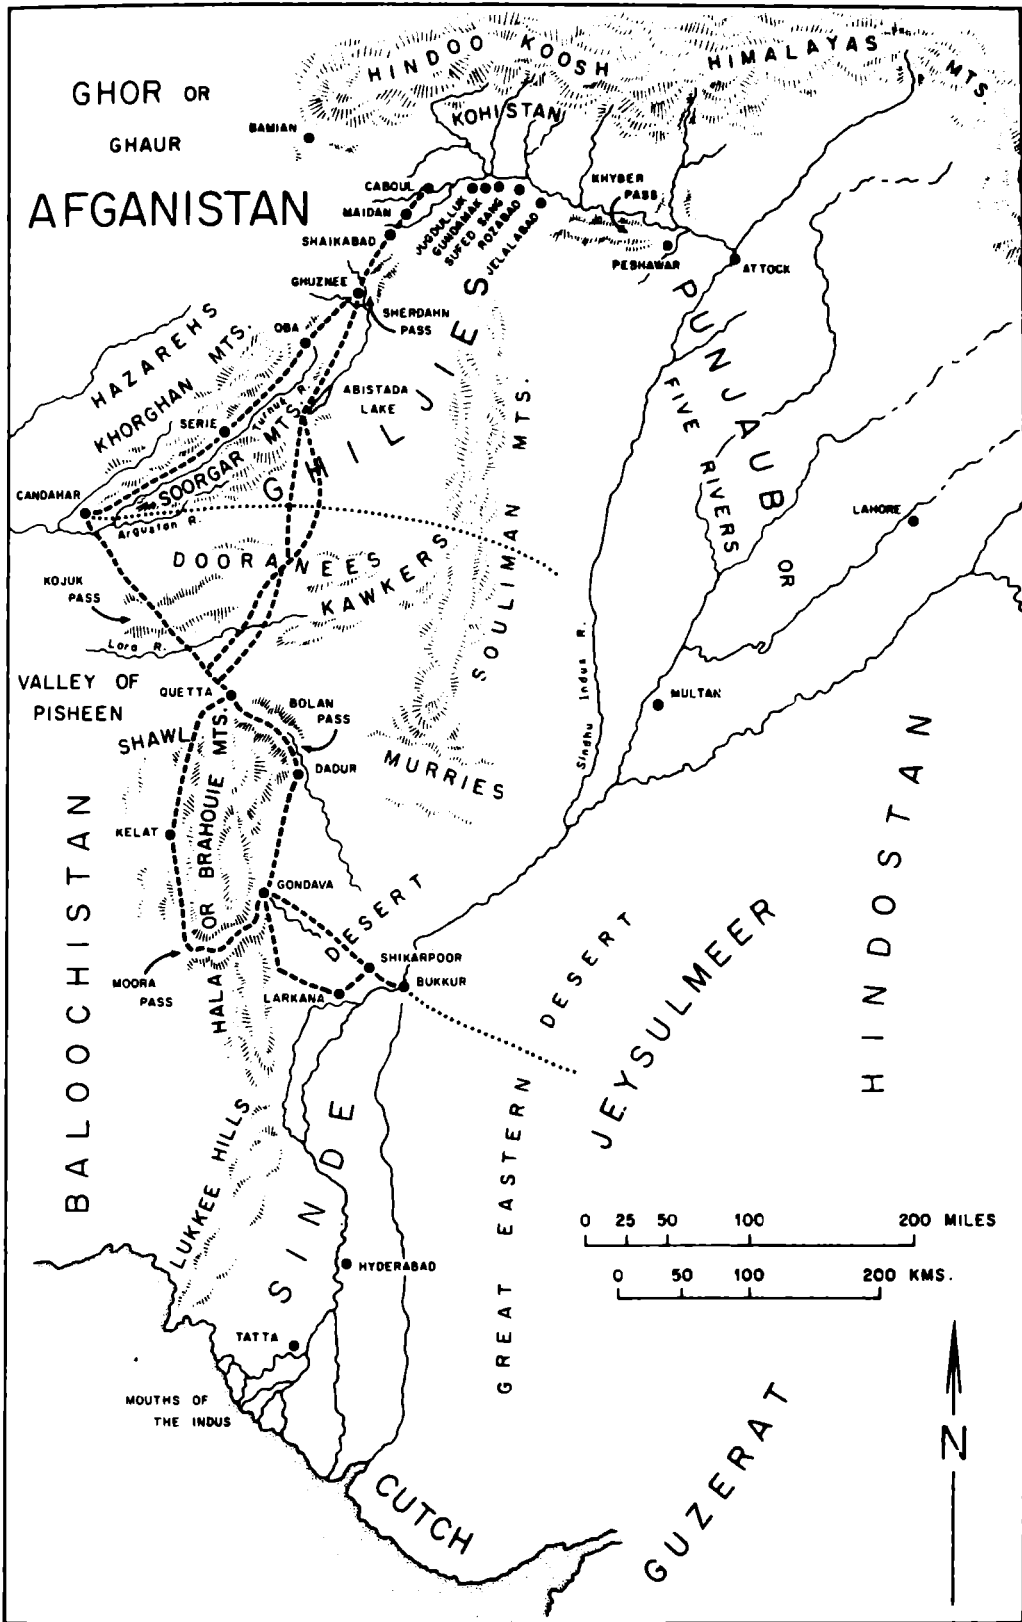 HINDOO KOOSH
HIMALAYAS MTS.
GHOR OR
GHAUR
KOHISTAN
BAMIAN
AFGANISTAN
CABOUL
MAIDAN
SHAIKABAD
JUGDULLUK
GUNDAMAK
SUFED SANG
ROZABAD
JELALABAD
KHYBER
PASS
PESHAWAR
ATTOCK
GHUZNEE
SHERDAHN
PASS
OBA
HAZAREHS
KHORGHAN MTS.
Turnuk R.
ABISTADA
LAKE
SERIE
SOORGAR MTS.
GHILJIES
SOULIMAN MTS.
PUNJAUB OR
FIVE RIVERS
CANDAHAR
Argustan R.
LAHORE
DOORANEES
KAWKERS
KOJUK
PASS
Lora R.
VALLEY OF
PISHEEN
QUETTA
BOLAN
PASS
SHAWL
DADUR
MURRIES
Sindhu Indus R.
MULTAN
KELAT
HALA OR BRAHOUIE MTS.
GONDAVA
DESERT
BALOOCHISTAN
MOORA
PASS
SHIKARPOOR
BUKKUR
LARKANA
GREAT EASTERN DESERT
JEYSULMEER
HINDOSTAN
LUKKEE HILLS
SINDE
0 25 50 100 200 MILES
0 50 100 200 KMS.
HYDERABAD
TATTA
MOUTHS OF
THE INDUS
N
CUTCH
GUZERAT